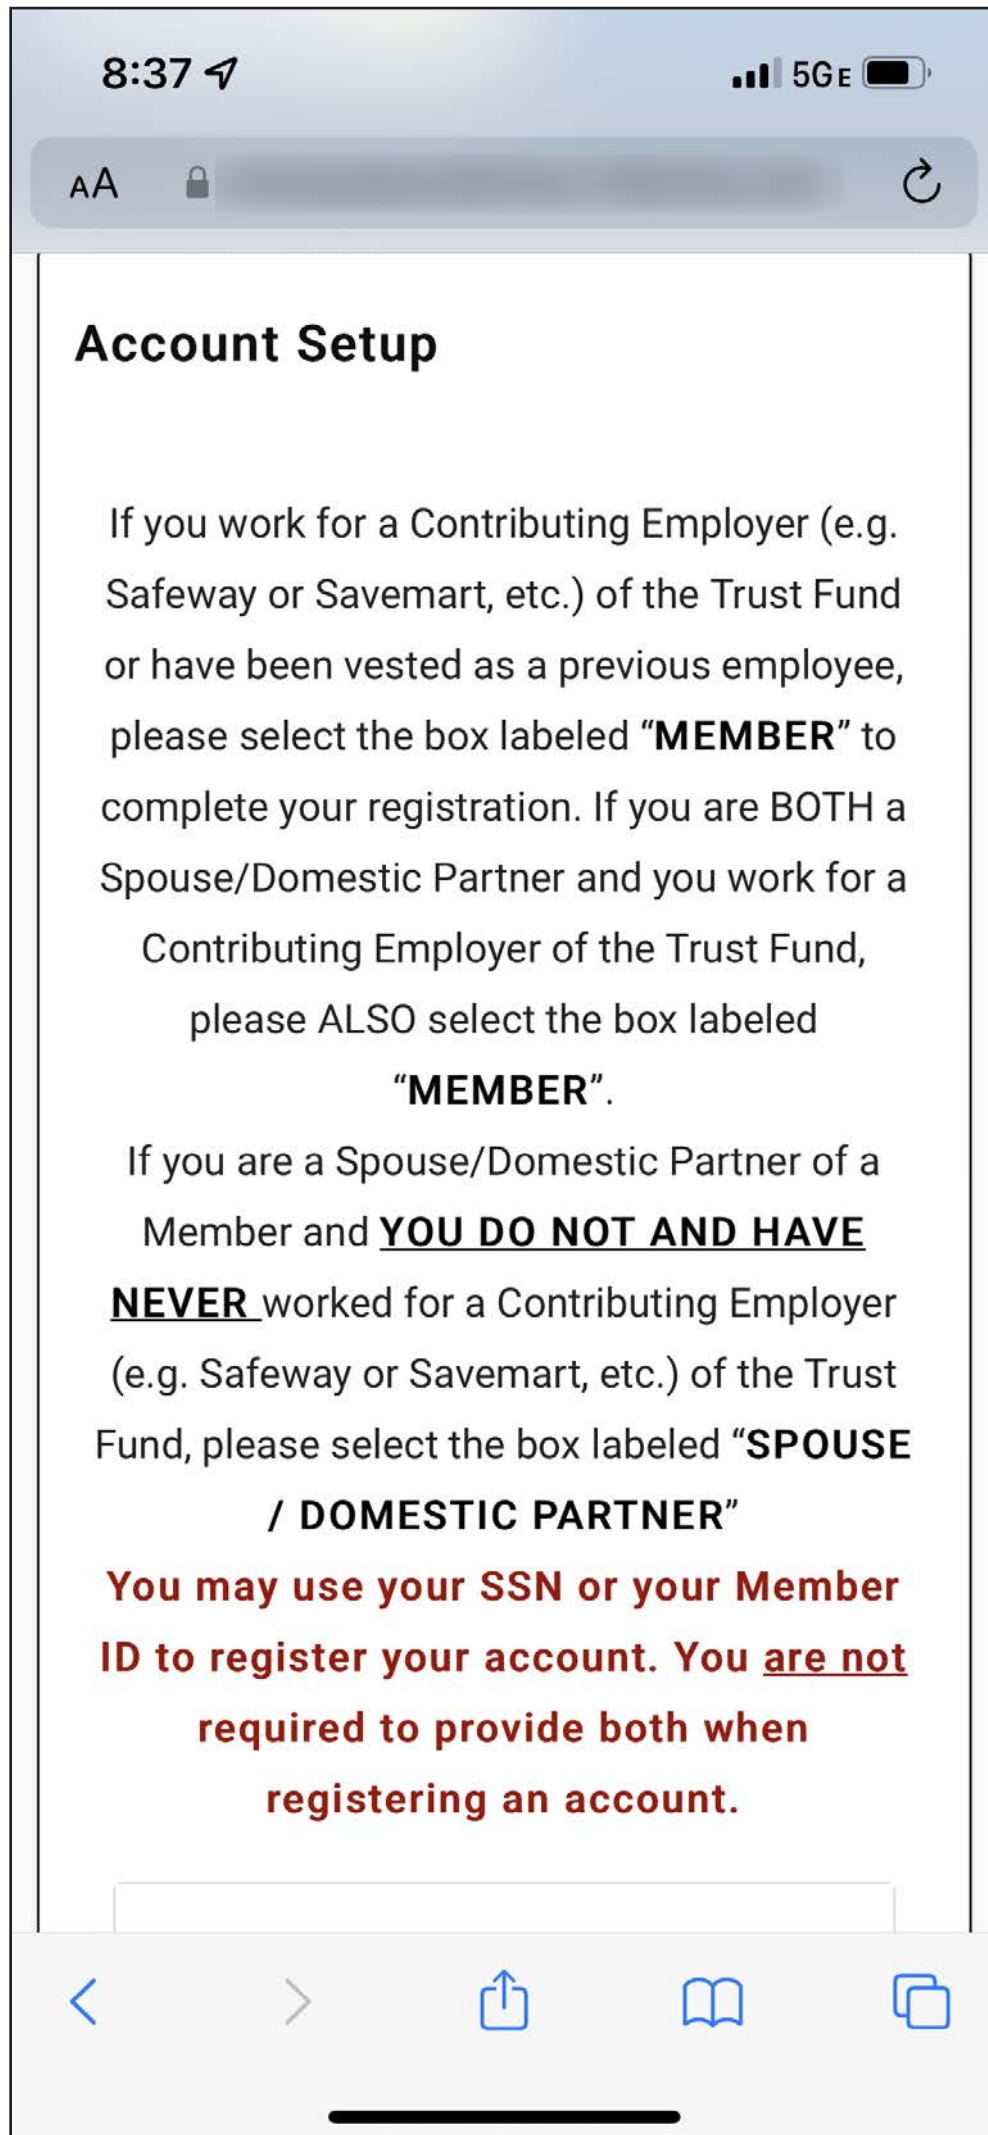 8:37
5GE
AA
Account Setup
If you work for a Contributing Employer (e.g.
Safeway or Savemart, etc.) of the Trust Fund
or have been vested as a previous employee,
please select the box labeled “MEMBER” to
complete your registration. If you are BOTH a
Spouse/Domestic Partner and you work for a
Contributing Employer of the Trust Fund,
please ALSO select the box labeled
“MEMBER”.
If you are a Spouse/Domestic Partner of a
Member and YOU DO NOT AND HAVE
NEVER worked for a Contributing Employer
(e.g. Safeway or Savemart, etc.) of the Trust
Fund, please select the box labeled “SPOUSE
/ DOMESTIC PARTNER”
You may use your SSN or your Member
ID to register your account. You are not
required to provide both when
registering an account.